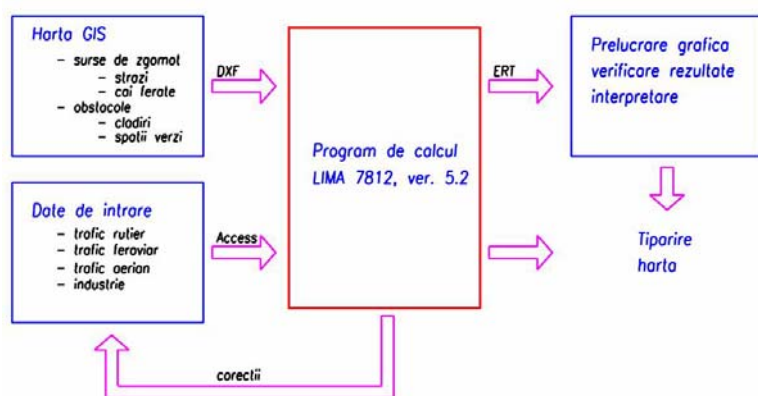 Harta GIS
- surse de zgomot
- strazi
- cai ferate
- obstacole
- cladiri
- spatii verzi
DXF
Date de intrare
- trafic rutier
- trafic feroviar
- trafic aerian
- industrie
Access
Program de calcul
LIMA 7812, ver. 5.2
ERT
Prelucrare grafica
verificare rezultate
interpretare
Tiparire
harta
corectii